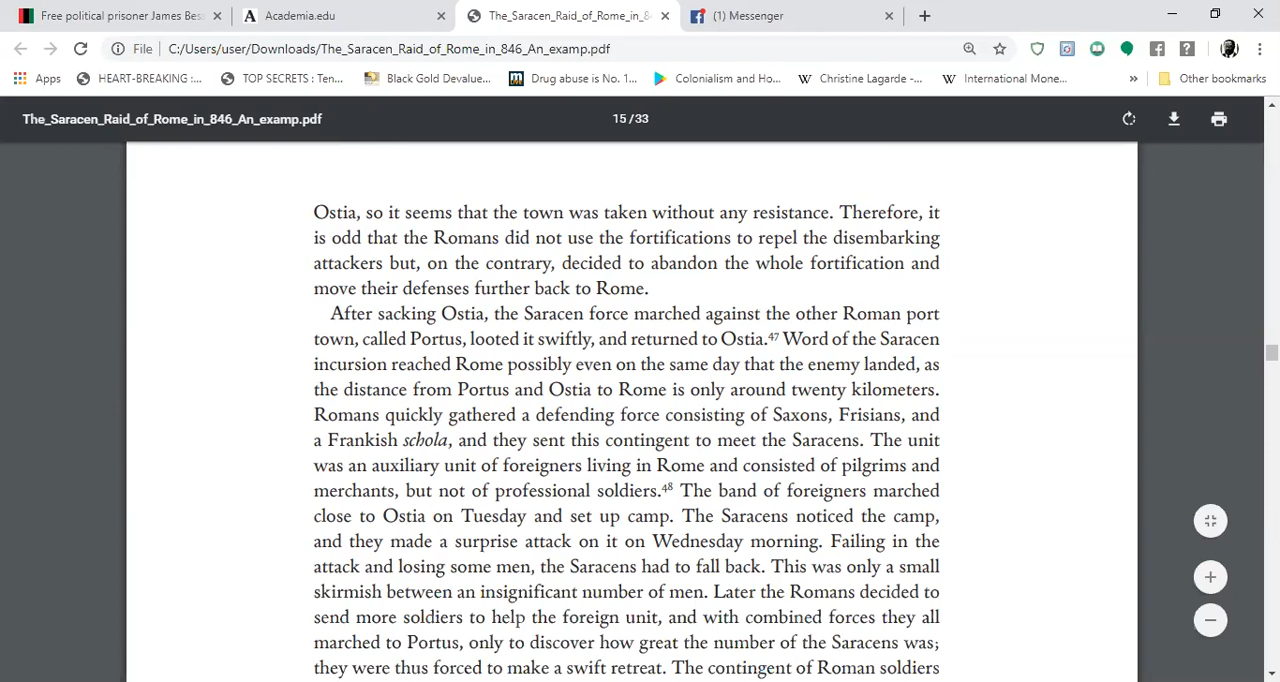 Free political prisoner James Bes
Academia.edu
The_Saracen_Raid_of_Rome_in_8
(1) Messenger
File
C:/Users/user/Downloads/The_Saracen_Raid_of_Rome_in_846_An_examp.pdf
Apps
HEART-BREAKING :...
TOP SECRETS : Ten...
Black Gold Devalue...
Drug abuse is No. 1...
Colonialism and Ho...
Christine Lagarde -...
International Mone...
»
Other bookmarks
The_Saracen_Raid_of_Rome_in_846_An_examp.pdf
15 / 33
Ostia, so it seems that the town was taken without any resistance. Therefore, it
is odd that the Romans did not use the fortifications to repel the disembarking
attackers but, on the contrary, decided to abandon the whole fortification and
move their defenses further back to Rome.
After sacking Ostia, the Saracen force marched against the other Roman port
town, called Portus, looted it swiftly, and returned to Ostia.47 Word of the Saracen
incursion reached Rome possibly even on the same day that the enemy landed, as
the distance from Portus and Ostia to Rome is only around twenty kilometers.
Romans quickly gathered a defending force consisting of Saxons, Frisians, and
a Frankish schola, and they sent this contingent to meet the Saracens. The unit
was an auxiliary unit of foreigners living in Rome and consisted of pilgrims and
merchants, but not of professional soldiers.48 The band of foreigners marched
close to Ostia on Tuesday and set up camp. The Saracens noticed the camp,
and they made a surprise attack on it on Wednesday morning. Failing in the
attack and losing some men, the Saracens had to fall back. This was only a small
skirmish between an insignificant number of men. Later the Romans decided to
send more soldiers to help the foreign unit, and with combined forces they all
marched to Portus, only to discover how great the number of the Saracens was;
they were thus forced to make a swift retreat. The contingent of Roman soldiers